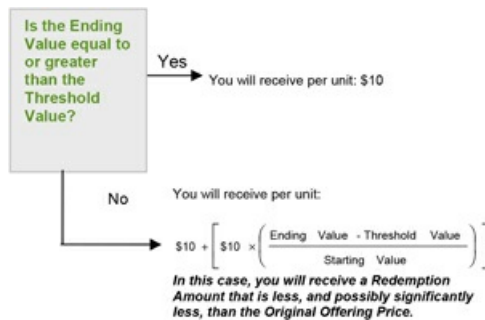 Is the Ending
Value equal to
or greater
than the
Threshold
Value?
Yes
You will receive per unit: $10
No
You will receive per unit:
$10 + [ $10 × ( Ending Value - Threshold Value
Starting Value ) ]
In this case, you will receive a Redemption
Amount that is less, and possibly significantly
less, than the Original Offering Price.